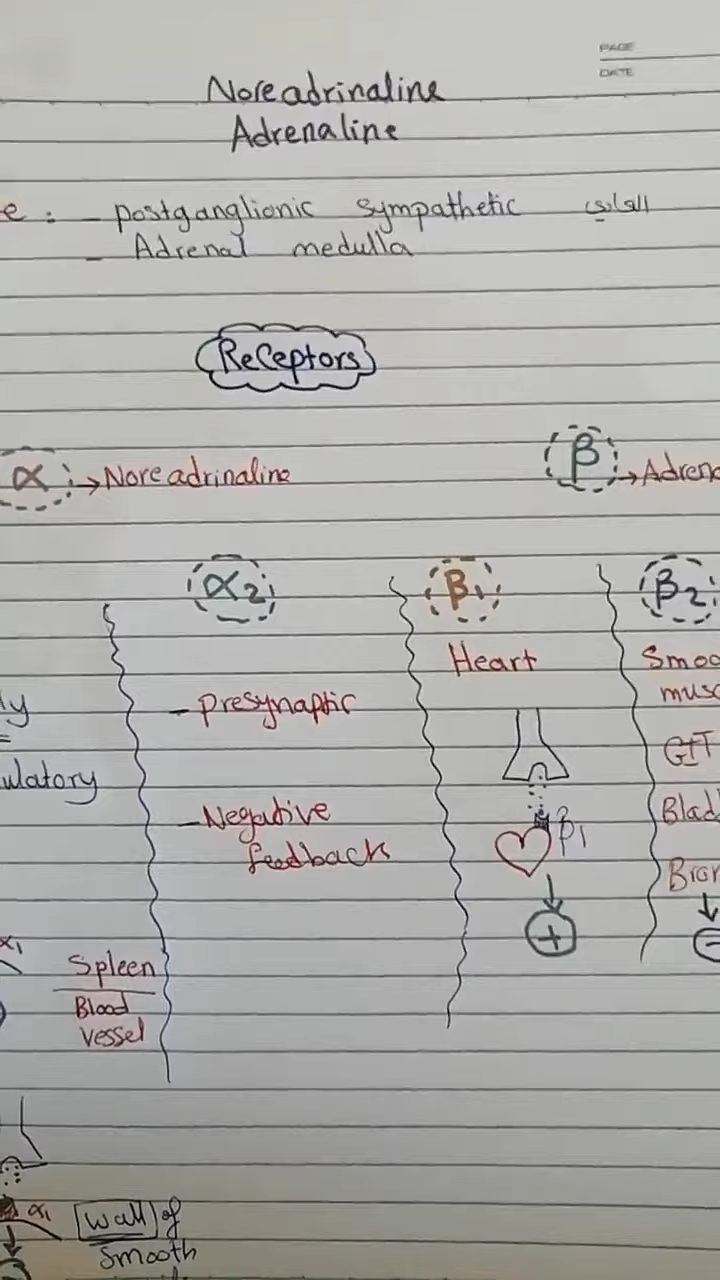 PAGE
DATE
Noreadrinaline
Adrenaline
e : - postganglionic sympathetic العادي
- Adrenal medulla
Receptors
α → Noreadrinaline
β → Adren
α2
β1
β2
Heart
Smoo
musc
ly
- presynaptic
GIT
ulatory
- Negative
feedback
β1
Blad
Bron
+
-
α1
Spleen
Blood
vessel
α1
Wall of
Smooth